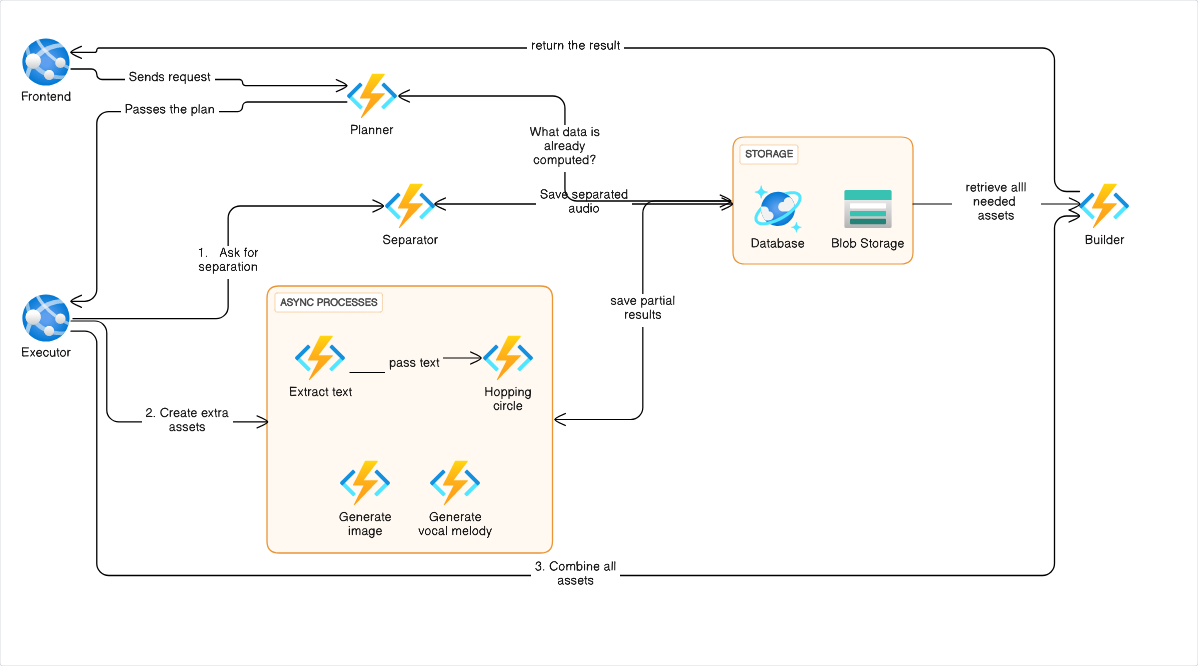 return the result
Frontend
Sends request
Passes the plan
Planner
What data is
already
computed?
STORAGE
Database
Blob Storage
retrieve alll
needed
assets
Builder
Save separated
audio
Separator
1. Ask for
separation
save partial
results
ASYNC PROCESSES
Executor
Extract text
pass text
Hopping
circle
2. Create extra
assets
Generate
image
Generate
vocal melody
3. Combine all
assets